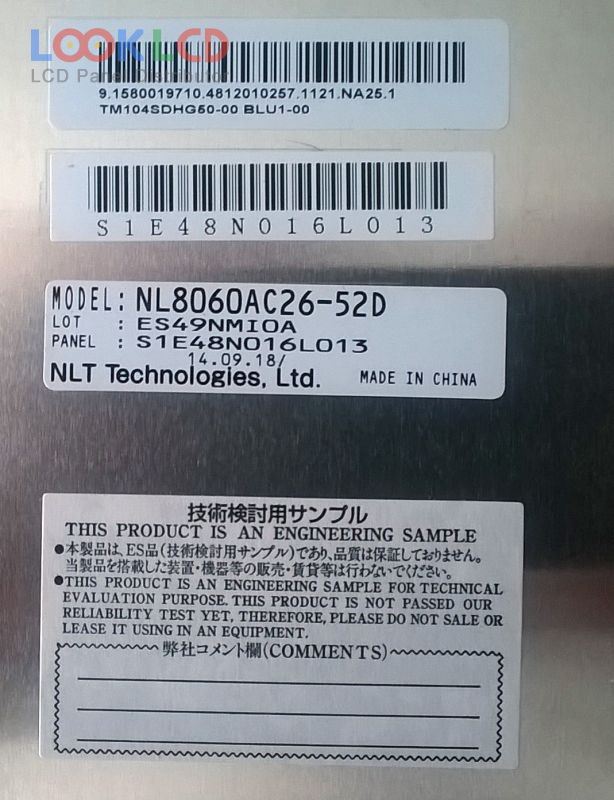 LOOK LCD
LCD Panel Distributor
9.1580019710.4812010257.1121.NA25.1
TM104SDHG50-00 BLU1-00
S1E48N016L013
MODEL: NL8060AC26-52D
LOT : ES49NMI0A
PANEL : S1E48N016L013
14.09.18/
NLT Technologies, Ltd. MADE IN CHINA
技術検討用サンプル
THIS PRODUCT IS AN ENGINEERING SAMPLE
●本製品は、ES品(技術検討用サンプル)であり、品質は保証しておりません。
当製品を搭載した装置・機器等の販売・賃貸等は行わないでください。
●THIS PRODUCT IS AN ENGINEERING SAMPLE FOR TECHNICAL
EVALUATION PURPOSE. THIS PRODUCT IS NOT PASSED OUR
RELIABILITY TEST YET, THEREFORE, PLEASE DO NOT SALE OR
LEASE IT USING IN AN EQUIPMENT.
弊社コメント欄(COMMENTS)